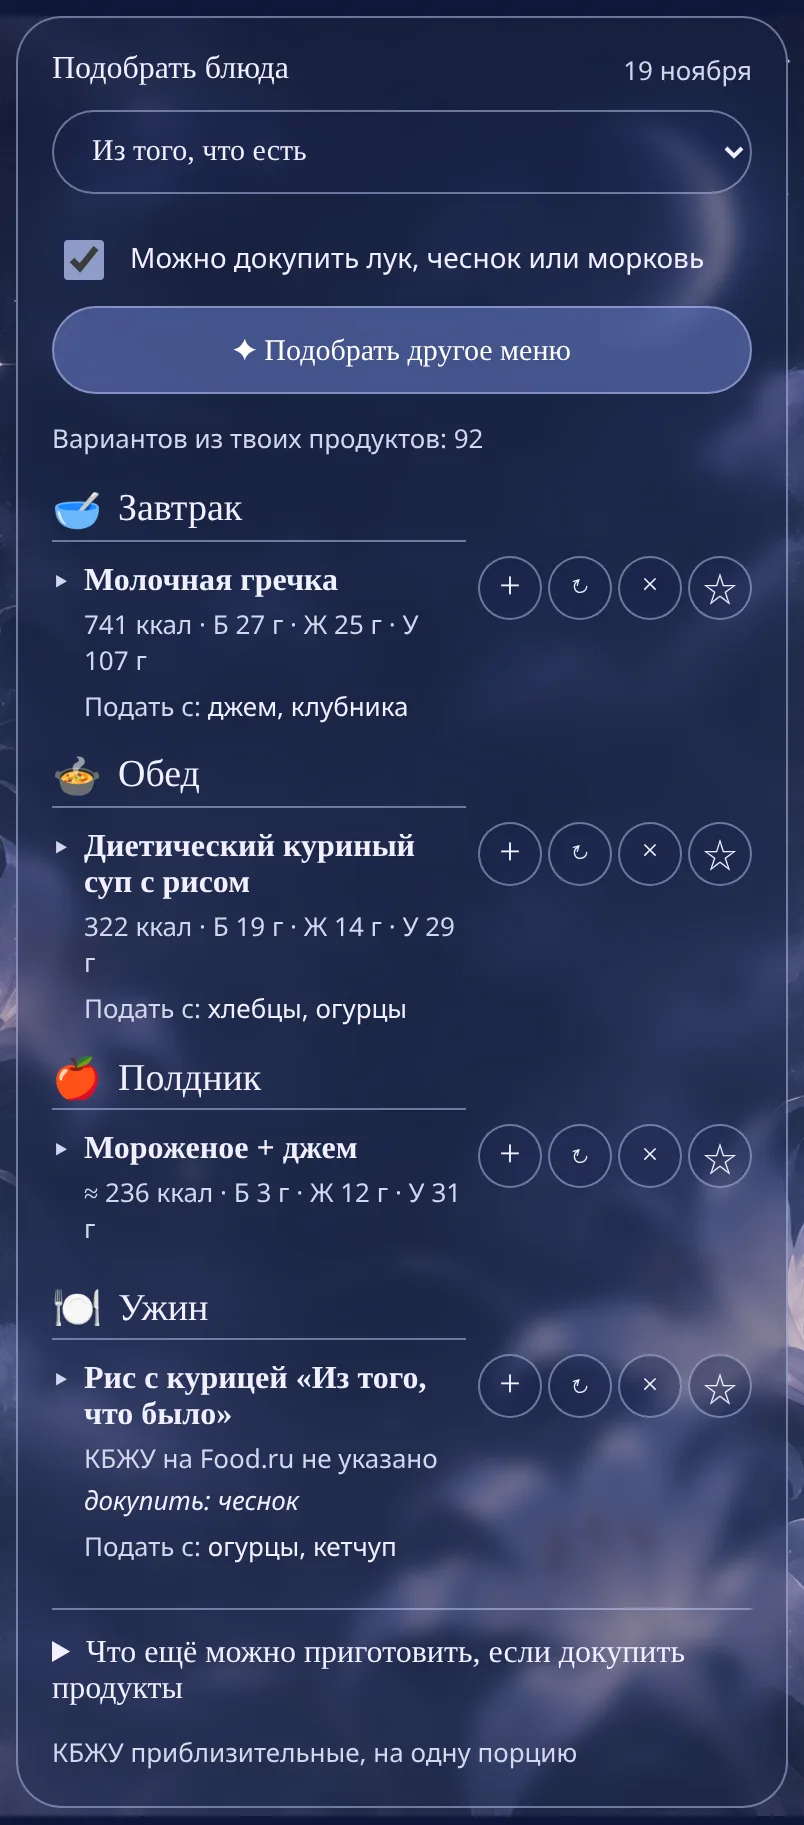 Подобрать блюда
19 ноября
Из того, что есть
Можно докупить лук, чеснок или морковь
✦ Подобрать другое меню
Вариантов из твоих продуктов: 92
Завтрак
Молочная гречка
741 ккал · Б 27 г · Ж 25 г · У
107 г
Подать с: джем, клубника
Обед
Диетический куриный
суп с рисом
322 ккал · Б 19 г · Ж 14 г · У 29
г
Подать с: хлебцы, огурцы
Полдник
Мороженое + джем
≈ 236 ккал · Б 3 г · Ж 12 г · У 31
г
Ужин
Рис с курицей «Из того,
что было»
КБЖУ на Food.ru не указано
докупить: чеснок
Подать с: огурцы, кетчуп
Что ещё можно приготовить, если докупить
продукты
КБЖУ приблизительные, на одну порцию